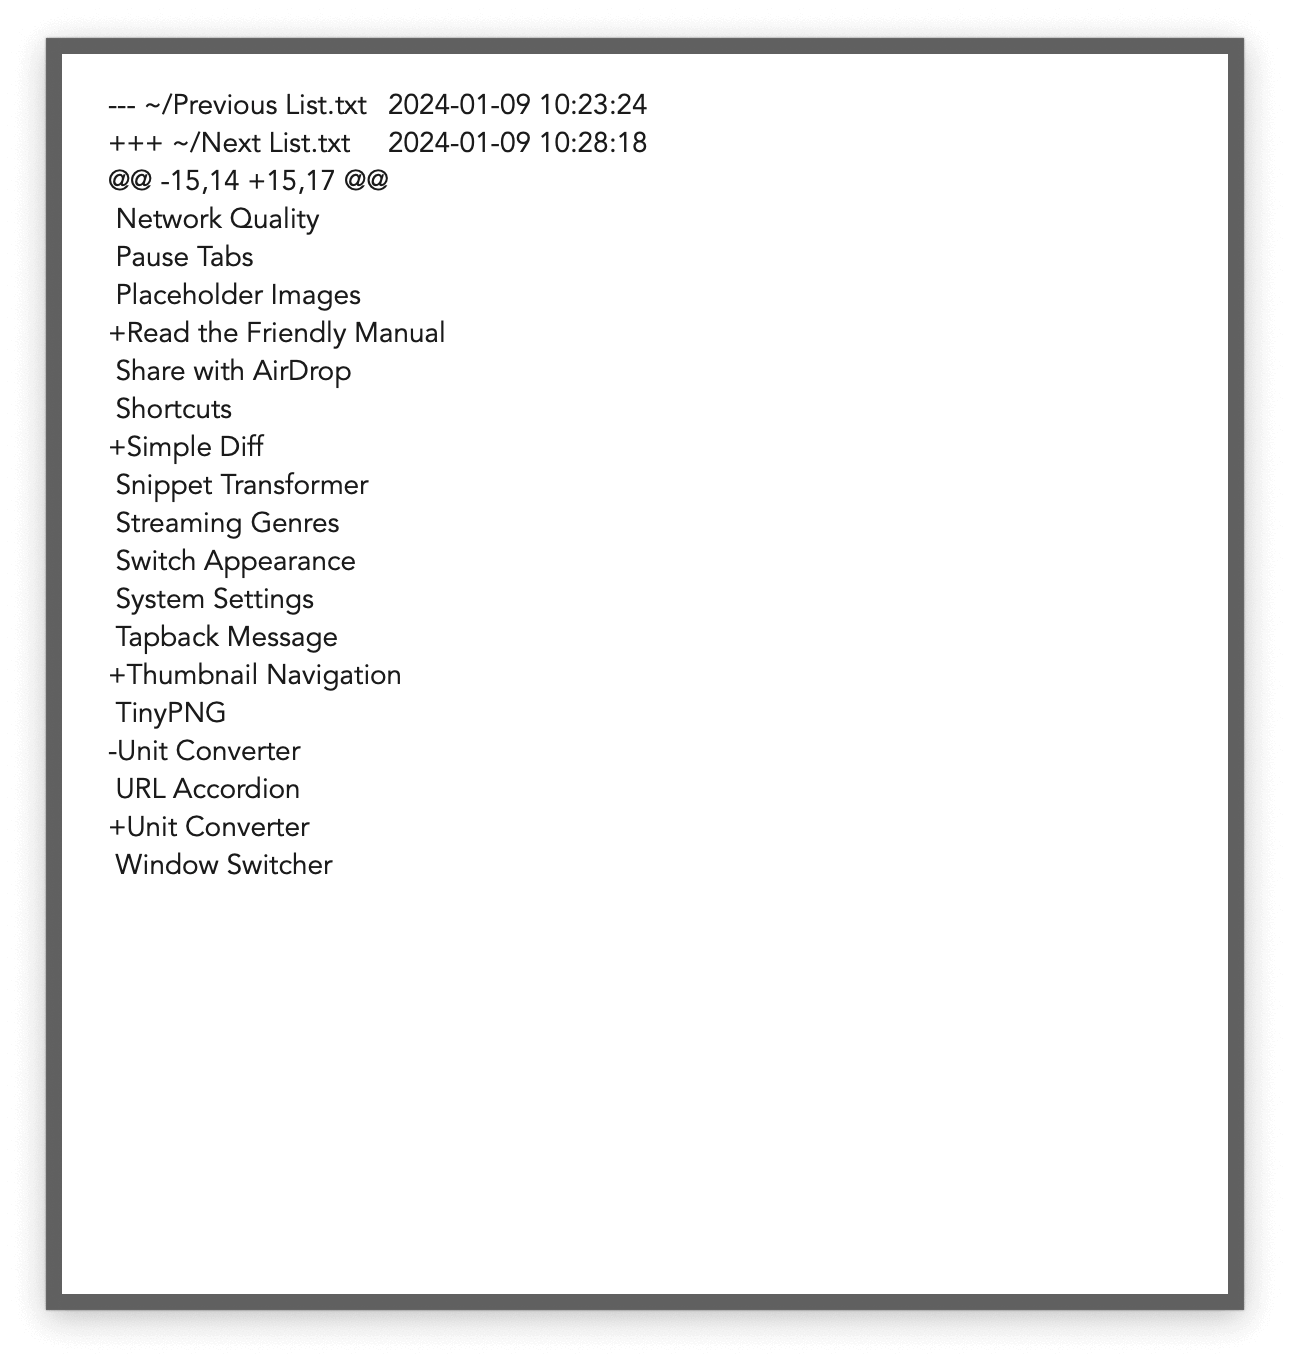 --- ~/Previous List.txt	2024-01-09 10:23:24
+++ ~/Next List.txt	2024-01-09 10:28:18
@@ -15,14 +15,17 @@
 Network Quality
 Pause Tabs
 Placeholder Images
+Read the Friendly Manual
 Share with AirDrop
 Shortcuts
+Simple Diff
 Snippet Transformer
 Streaming Genres
 Switch Appearance
 System Settings
 Tapback Message
+Thumbnail Navigation
 TinyPNG
-Unit Converter
 URL Accordion
+Unit Converter
 Window Switcher